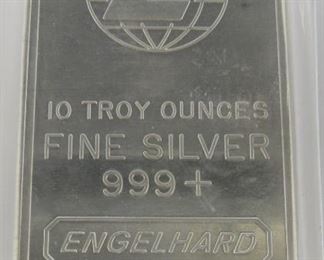 10 TROY OUNCES
FINE SILVER
999+
ENGELHARD